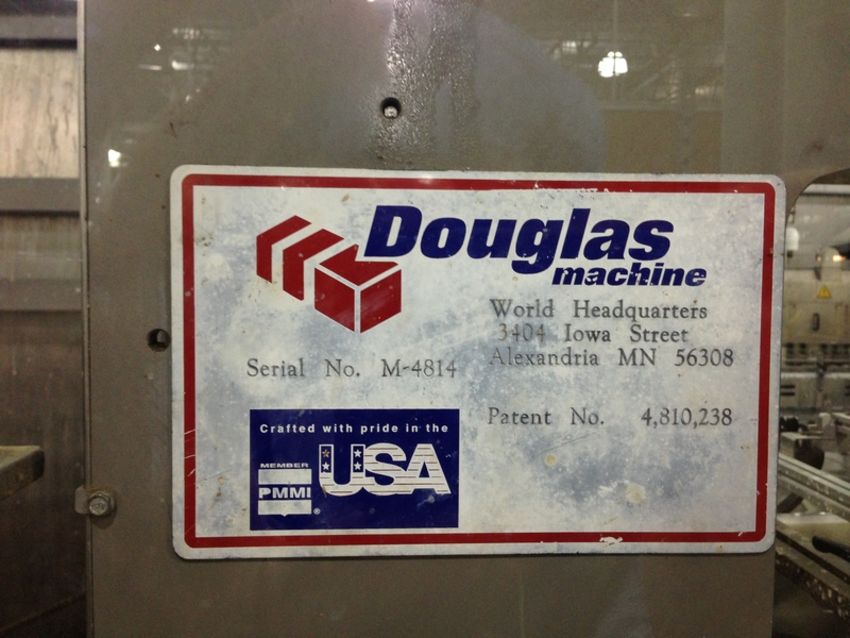 Douglas
machine
World Headquarters
3404 Iowa Street
Alexandria MN 56308
Serial No. M-4814
Patent No. 4,810,238
Crafted with pride in the
USA
MEMBER
PMMI
®